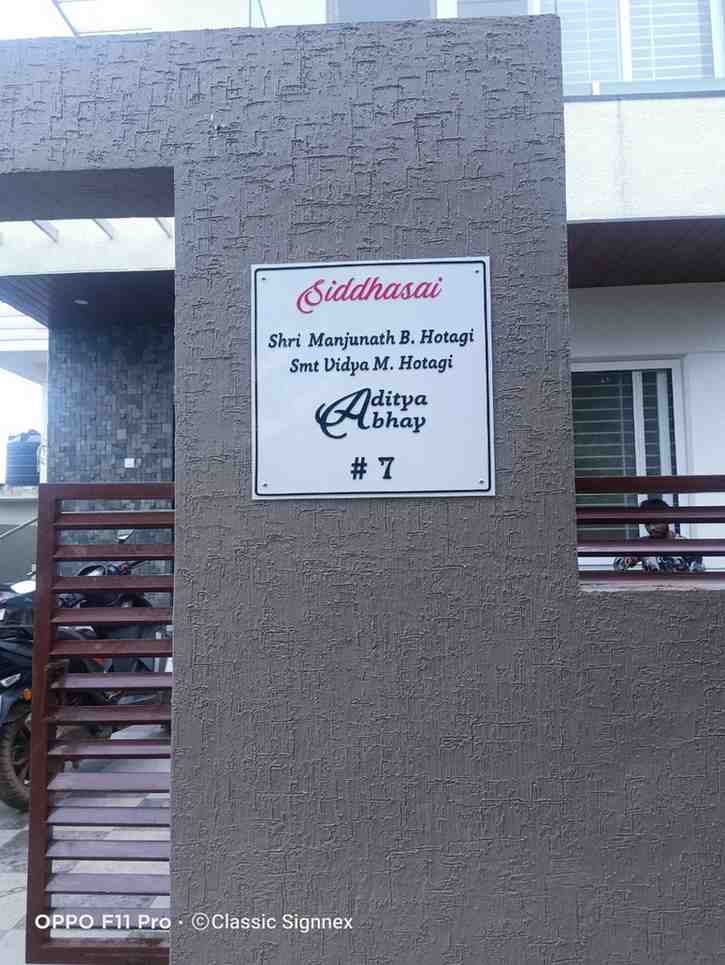 Siddhasai
Shri Manjunath B. Hotagi
Smt Vidya M. Hotagi
Aditya
Abhay
# 7
OPPO F11 Pro · ©Classic Signnex